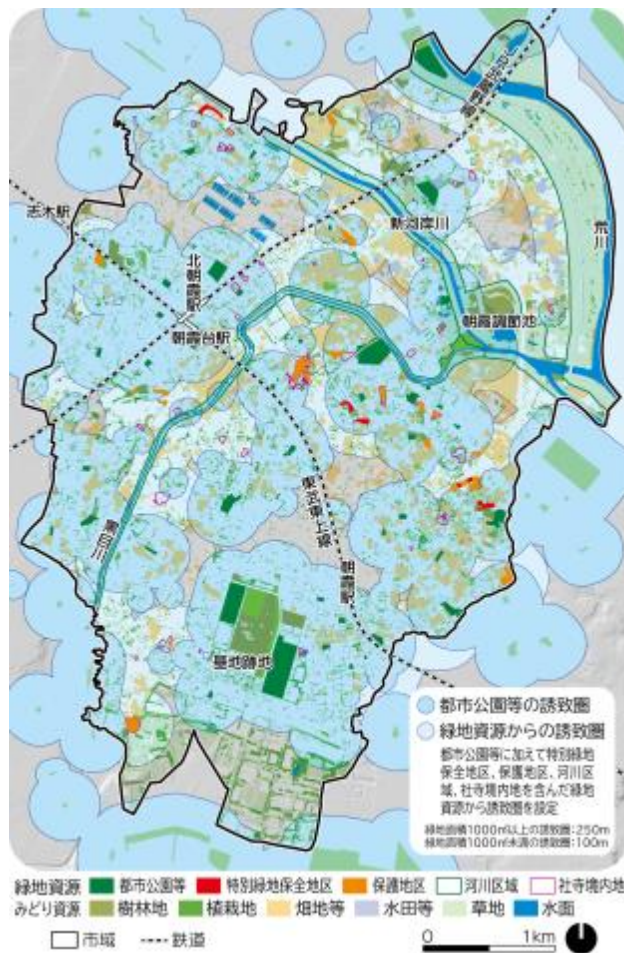 武蔵野線
志木駅
新河岸川
荒川
北朝霞駅
朝霞調節池
朝霞台駅
東武東上線
黒目川
朝霞駅
基地跡地
都市公園等の誘致圏
緑地資源からの誘致圏
都市公園等に加えて特別緑地
保全地区、保護地区、河川区
域、社寺境内地を含んだ緑地
資源から誘致圏を設定
緑地面積1000㎡以上の誘致圏:250m
緑地面積1000㎡未満の誘致圏:100m
緑地資源 都市公園等 特別緑地保全地区 保護地区 河川区域 社寺境内地
みどり資源 樹林地 植栽地 畑地等 水田等 草地 水面
市域 鉄道 0 1km